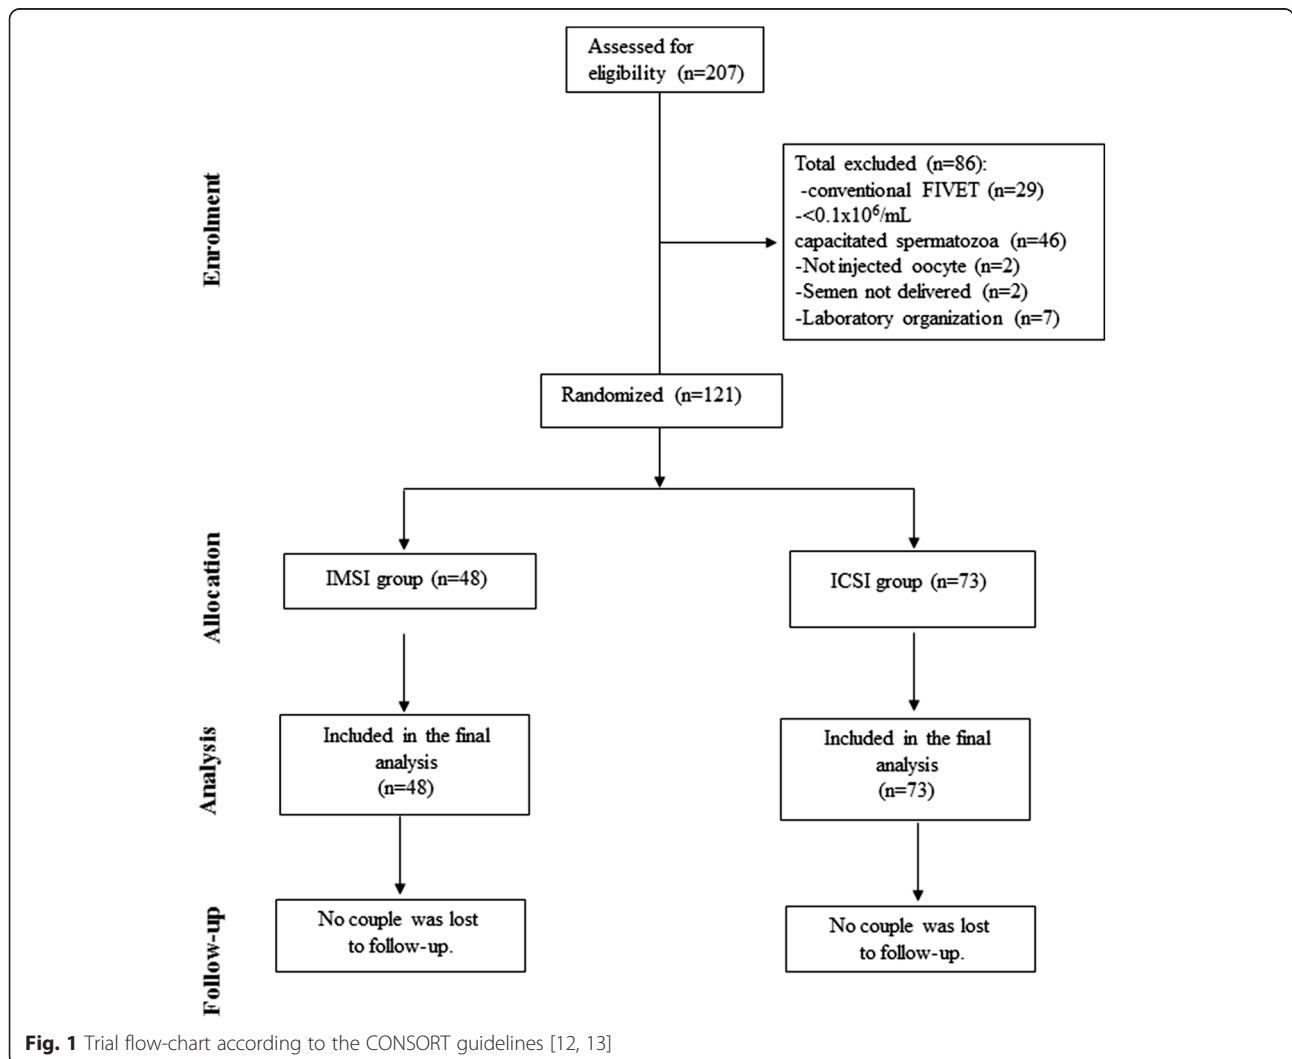 Assessed for
eligibility (n=207)
Enrolment
Total excluded (n=86):
-conventional FIVET (n=29)
-<0.1x10⁶/mL
capacitated spermatozoa (n=46)
-Not injected oocyte (n=2)
-Semen not delivered (n=2)
-Laboratory organization (n=7)
Randomized (n=121)
Allocation
IMSI group (n=48)
ICSI group (n=73)
Analysis
Included in the final
analysis
(n=48)
Included in the final
analysis
(n=73)
Follow-up
No couple was lost
to follow-up.
No couple was lost
to follow-up.
Fig. 1 Trial flow-chart according to the CONSORT guidelines [12, 13]